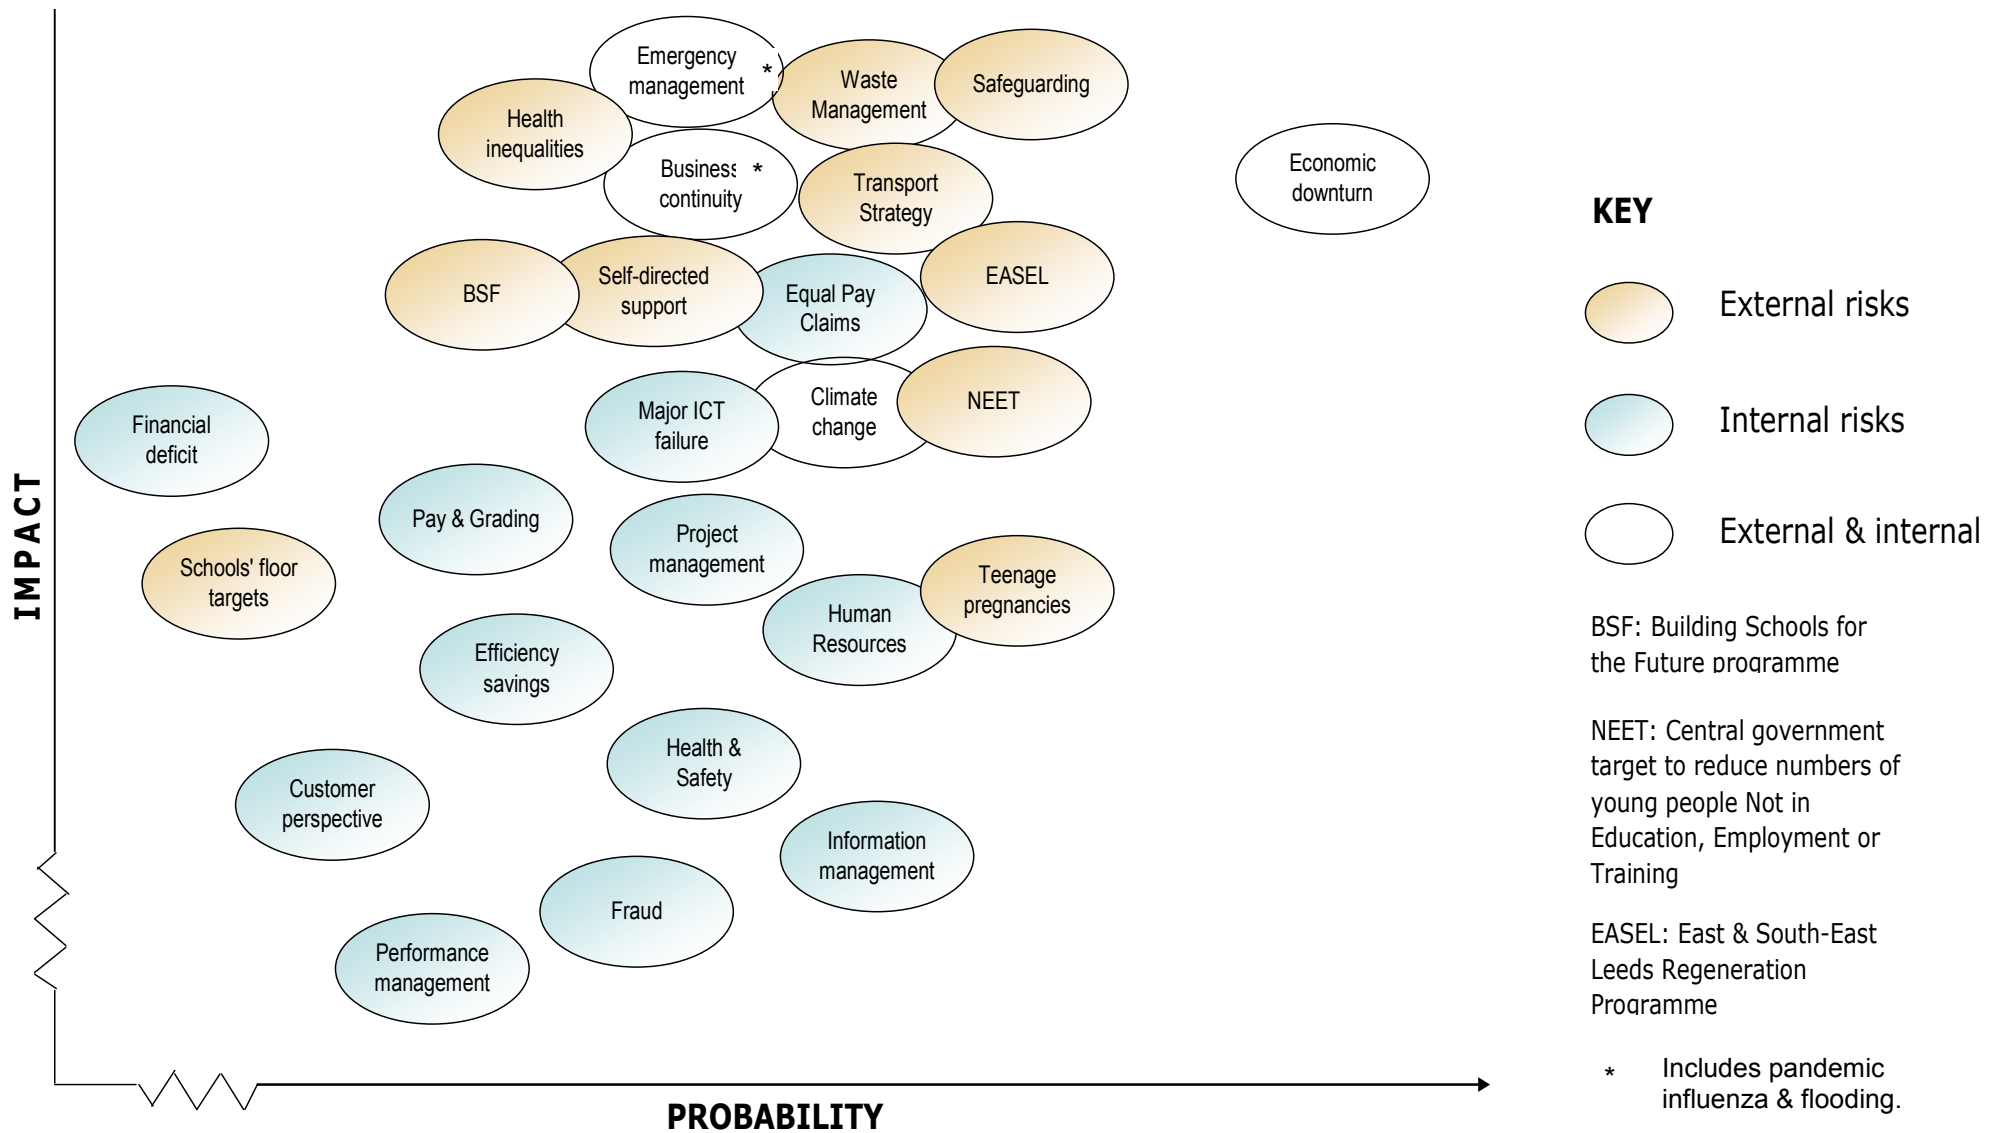 Emergency
management *
Waste
Management
Safeguarding
Health
inequalities
Business *
continuity
Transport
Strategy
Economic
downturn
BSF
Self-directed
support
Equal Pay
Claims
EASEL
Financial
deficit
Major ICT
failure
Climate
change
NEET
Pay & Grading
Project
management
Schools' floor
targets
Human
Resources
Teenage
pregnancies
Efficiency
savings
Health &
Safety
Customer
perspective
Information
management
Fraud
Performance
management
IMPACT
PROBABILITY
KEY
External risks
Internal risks
External & internal
BSF: Building Schools for
the Future programme
NEET: Central government
target to reduce numbers of
young people Not in
Education, Employment or
Training
EASEL: East & South-East
Leeds Regeneration
Programme
* Includes pandemic
influenza & flooding.